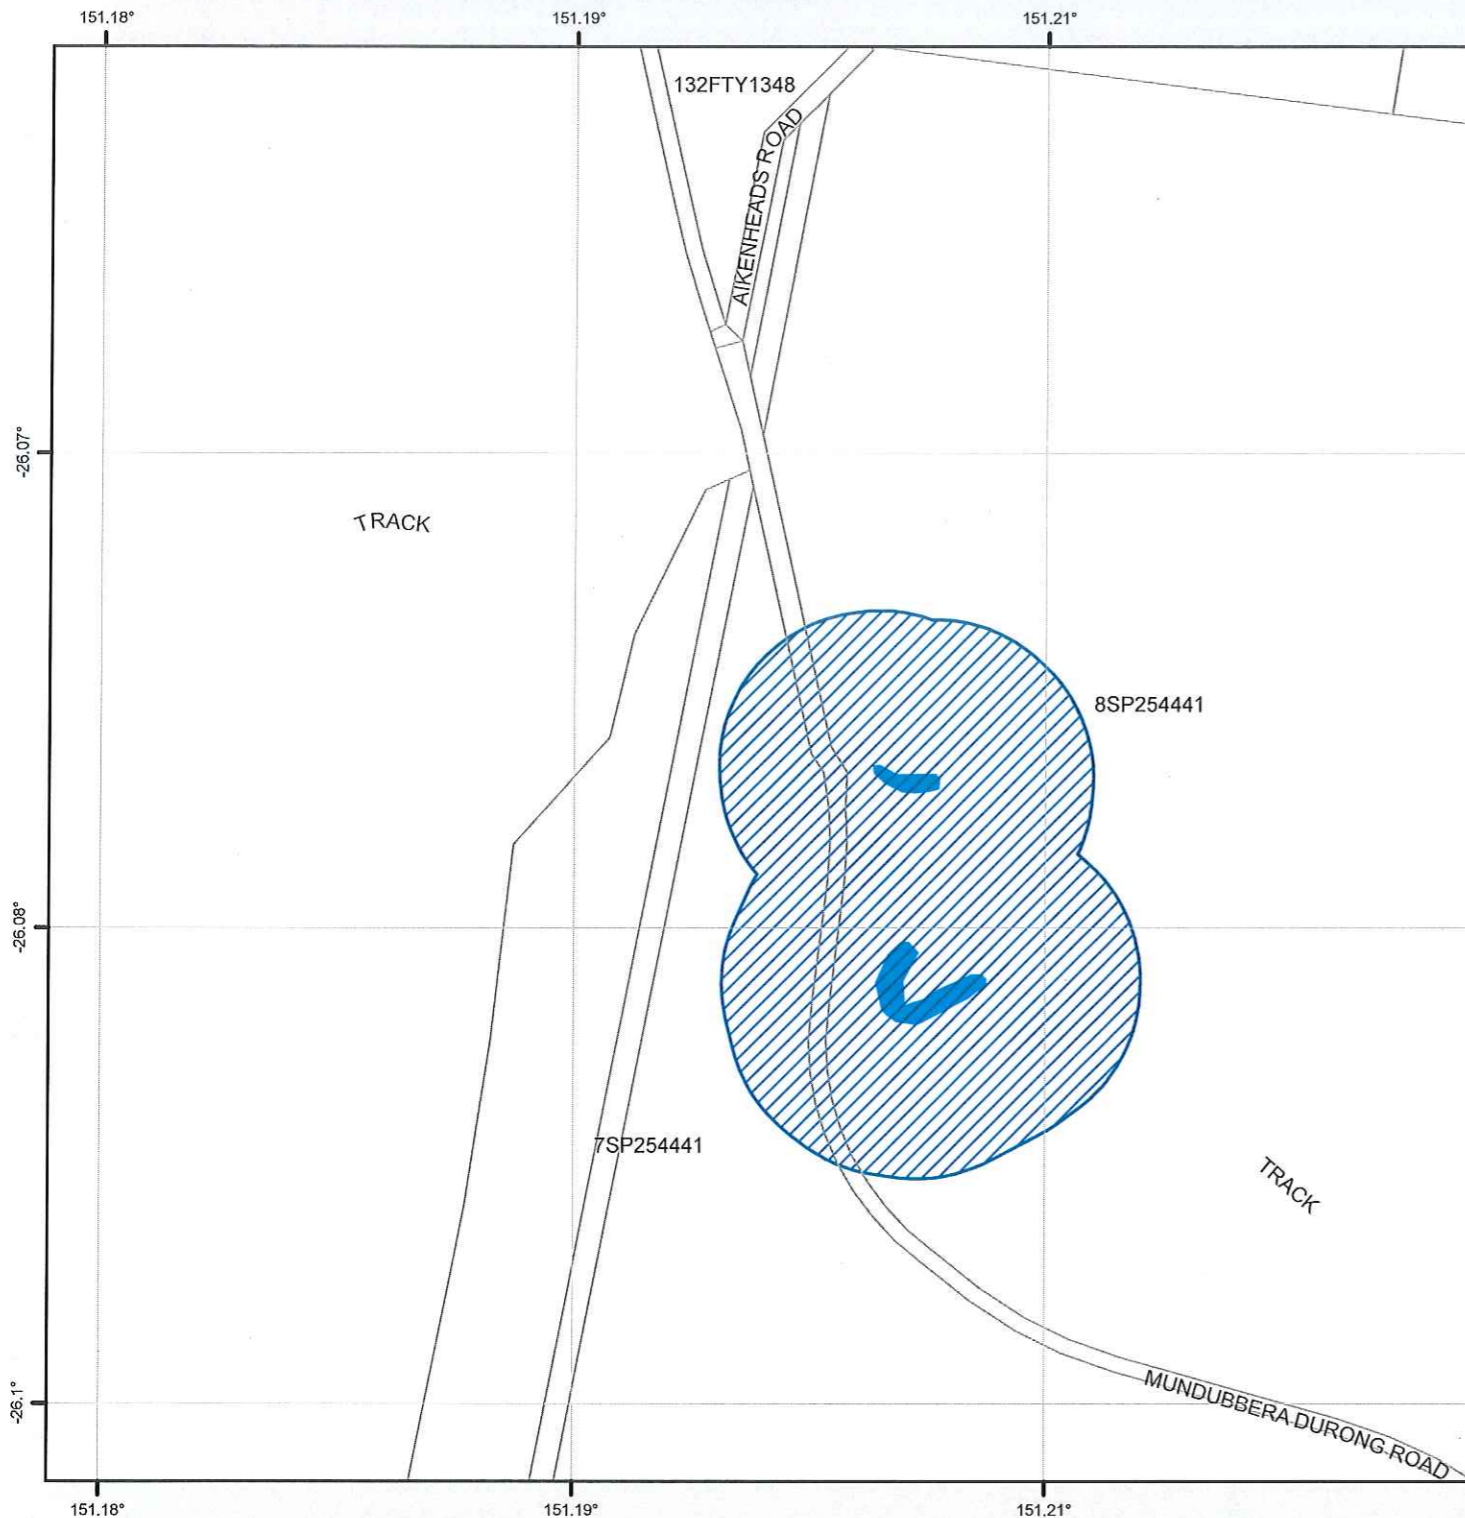 151.18°
151.19°
151.21°
132FTY1348
AIKENHEADS ROAD
-26.07°
TRACK
8SP254441
-26.08°
7SP254441
TRACK
MUNDUBBERA DURONG ROAD
-26.1°
151.18°
151.19°
151.21°